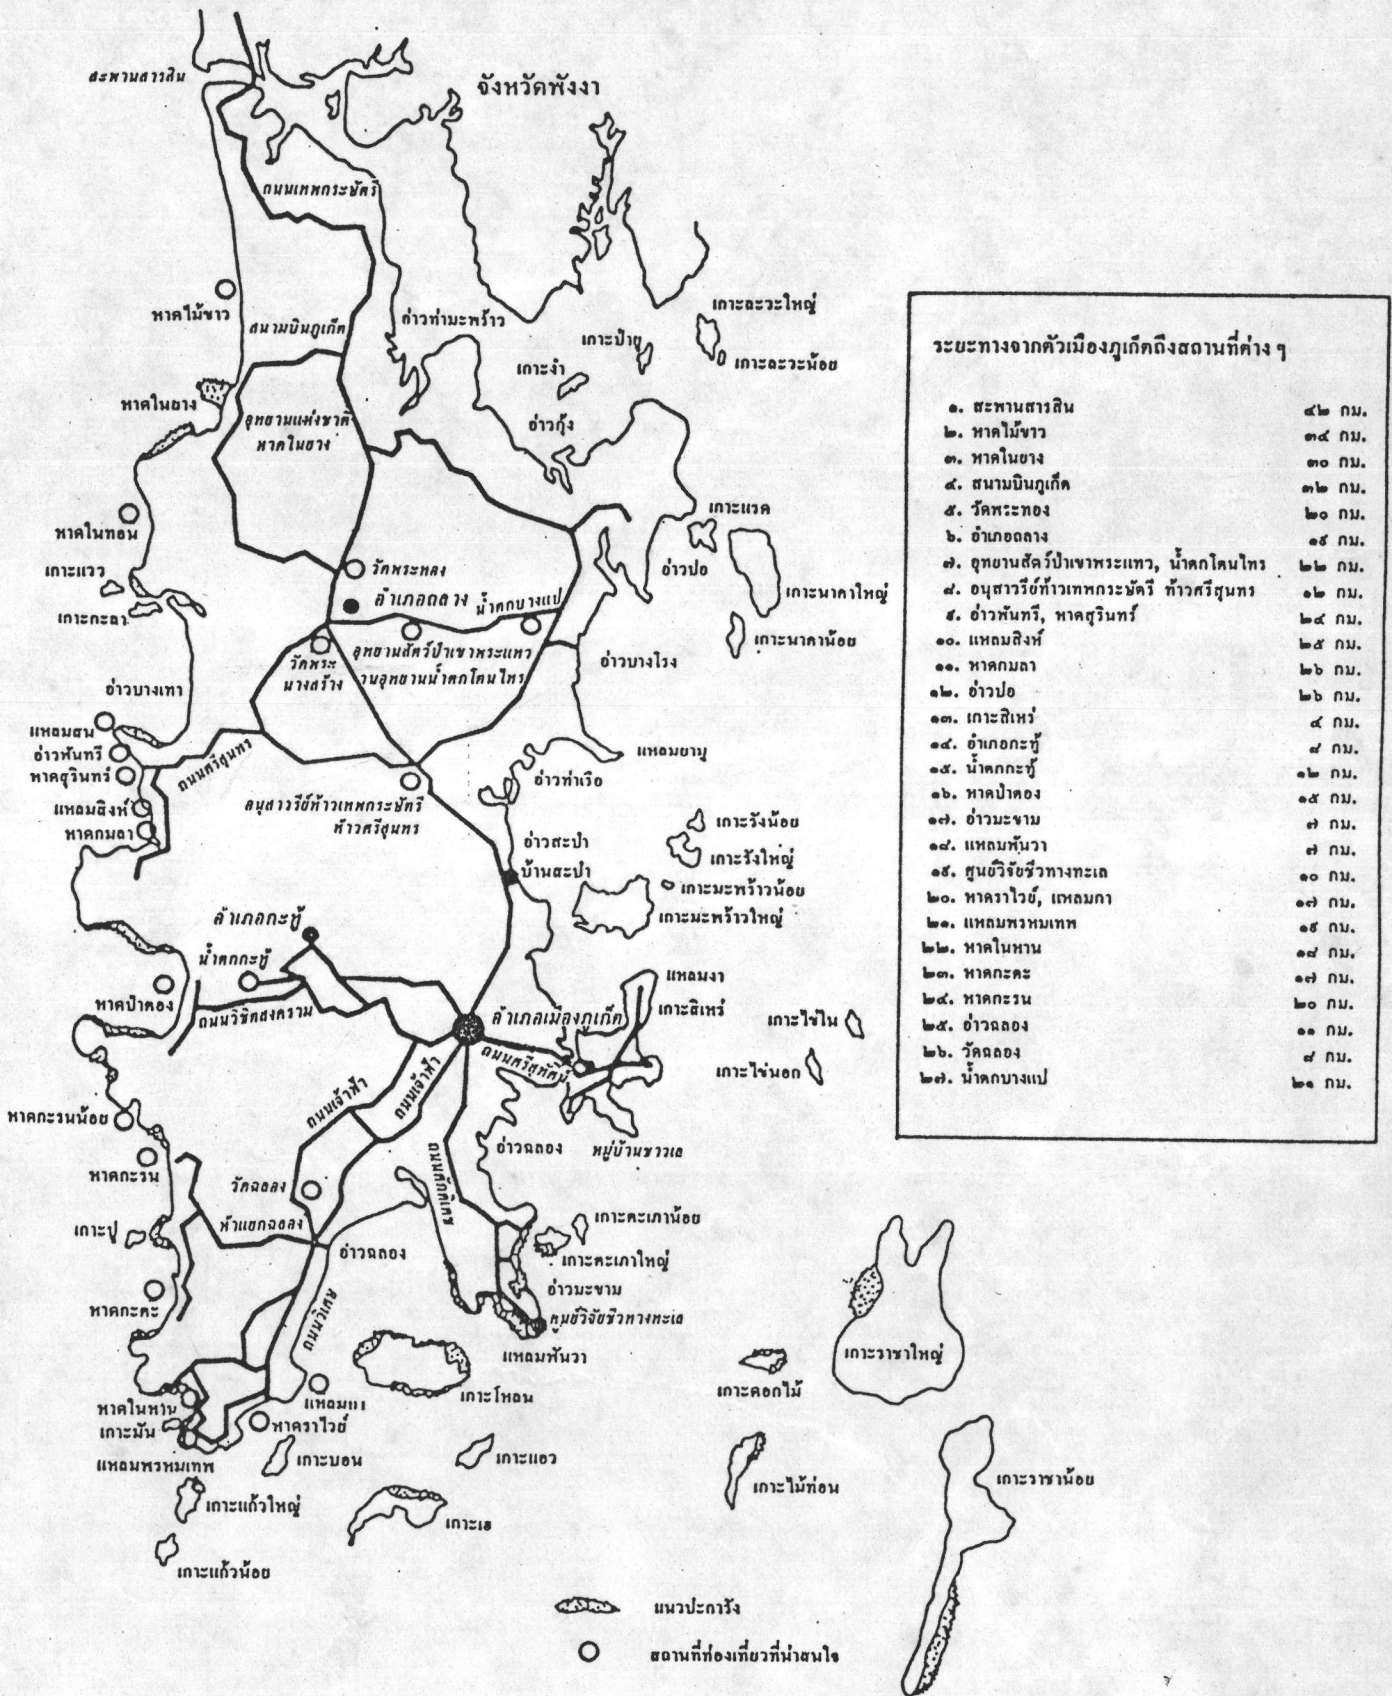 สะพานสารสิน
จังหวัดพังงา
ถนนเทพกระษัตรี
หาดไม้ขาว
สนามบินภูเก็ต
อ่าวท่ามะพร้าว
เกาะละวะใหญ่
เกาะป่ายู
เกาะละวะน้อย
เกาะงำ
หาดในยาง
อุทยานแห่งชาติ
หาดในยาง
อ่าวกุ้ง
หาดในทอน
เกาะแรด
เกาะแวว
วัดพระทอง
อ่าวปอ
เกาะกะลา
อำเภอถลาง
น้ำตกบางแป
เกาะนาคาใหญ่
เกาะนาคาน้อย
วัดพระ
นางสร้าง
อุทยานสัตว์ป่าเขาพระแทว
วนอุทยานน้ำตกโตนไทร
อ่าวบางโรง
อ่าวบางเทา
แหลมสน
อ่าวพันทรี
หาดสุรินทร์
ถนนศรีสุนทร
แหลมยามู
อ่าวท่าเรือ
แหลมสิงห์
หาดกมลา
อนุสาวรีย์ท้าวเทพกระษัตรี
ท้าวศรีสุนทร
เกาะรังน้อย
อ่าวสะปำ
เกาะรังใหญ่
บ้านสะปำ
เกาะมะพร้าวน้อย
เกาะมะพร้าวใหญ่
อำเภอกะทู้
น้ำตกกะทู้
แหลมงา
หาดป่าตอง
เกาะสิเหร่
ถนนวิชิตสงคราม
อำเภอเมืองภูเก็ต
เกาะไข่ใน
ถนนศรีสุทัศน์
เกาะไข่นอก
ถนนเจ้าฟ้า
ถนนเจ้าฟ้า
หาดกะรนน้อย
อ่าวฉลอง
หมู่บ้านชาวเล
หาดกะรน
วัดฉลอง
ถนนศักดิเดช
ห้าแยกฉลอง
เกาะตะเภาน้อย
เกาะปู
อ่าวฉลอง
เกาะตะเภาใหญ่
อ่าวมะขาม
หาดกะตะ
ถนนวิเศษ
ศูนย์วิจัยชีวทางทะเล
แหลมพันวา
เกาะราชาใหญ่
เกาะดอกไม้
เกาะโหลน
หาดในหาน
แหลมกา
เกาะมัน
หาดราไวย์
แหลมพรหมเทพ
เกาะบอน
เกาะแอว
เกาะไม้ท่อน
เกาะราชาน้อย
เกาะแก้วใหญ่
เกาะเฮ
เกาะแก้วน้อย
แนวปะการัง
สถานที่ท่องเที่ยวที่น่าสนใจ
ระยะทางจากตัวเมืองภูเก็ตถึงสถานที่ต่าง ๆ
๑. สะพานสารสิน ๔๒ กม.
๒. หาดไม้ขาว ๓๔ กม.
๓. หาดในยาง ๓๐ กม.
๔. สนามบินภูเก็ต ๓๒ กม.
๕. วัดพระทอง ๒๐ กม.
๖. อำเภอถลาง ๑๙ กม.
๗. อุทยานสัตว์ป่าเขาพระแทว, น้ำตกโตนไทร ๒๒ กม.
๘. อนุสาวรีย์ท้าวเทพกระษัตรี ท้าวศรีสุนทร ๑๒ กม.
๙. อ่าวพันทรี, หาดสุรินทร์ ๒๔ กม.
๑๐. แหลมสิงห์ ๒๕ กม.
๑๑. หาดกมลา ๒๖ กม.
๑๒. อ่าวปอ ๒๖ กม.
๑๓. เกาะสิเหร่ ๔ กม.
๑๔. อำเภอกะทู้ ๘ กม.
๑๕. น้ำตกกะทู้ ๑๒ กม.
๑๖. หาดป่าตอง ๑๕ กม.
๑๗. อ่าวมะขาม ๗ กม.
๑๘. แหลมพันวา ๗ กม.
๑๙. ศูนย์วิจัยชีวทางทะเล ๑๐ กม.
๒๐. หาดราไวย์, แหลมกา ๑๗ กม.
๒๑. แหลมพรหมเทพ ๑๙ กม.
๒๒. หาดในหาน ๑๘ กม.
๒๓. หาดกะตะ ๑๗ กม.
๒๔. หาดกะรน ๒๐ กม.
๒๕. อ่าวฉลอง ๑๑ กม.
๒๖. วัดฉลอง ๘ กม.
๒๗. น้ำตกบางแป ๒๑ กม.